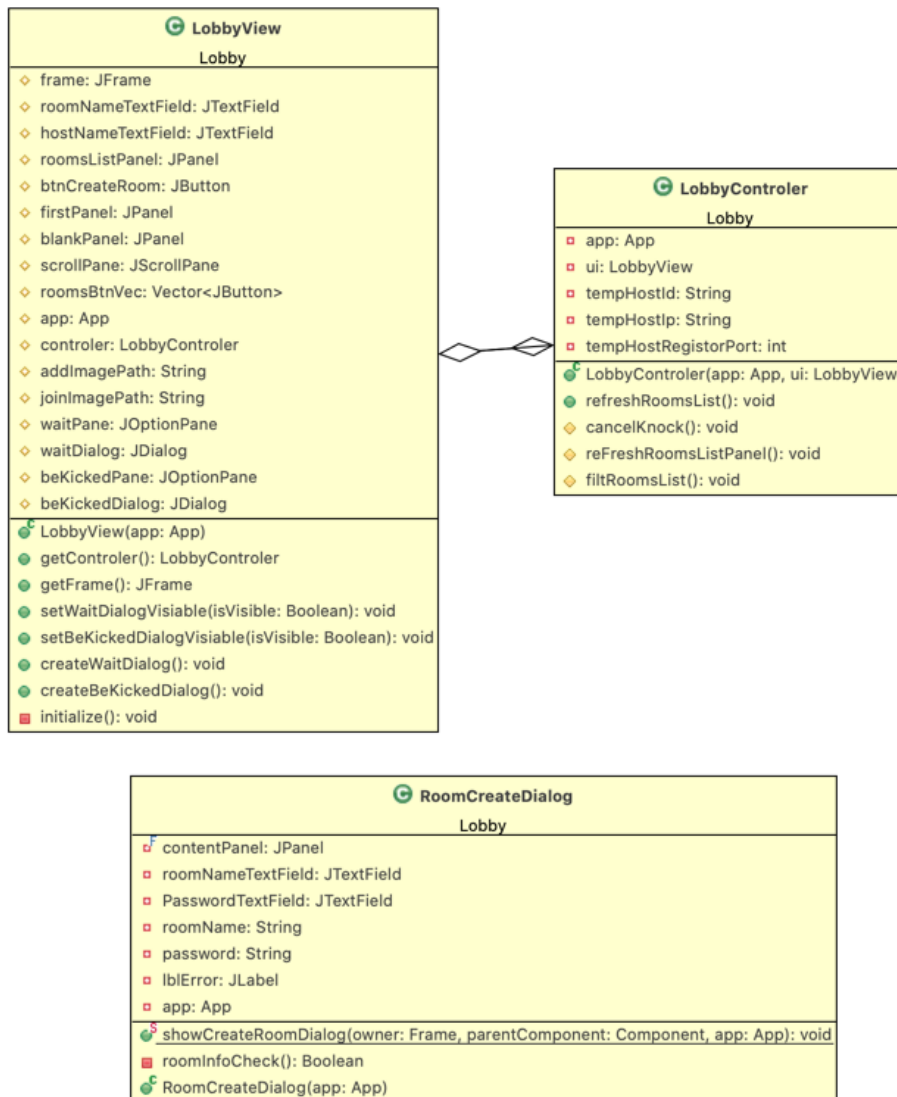 C LobbyView
Lobby
frame: JFrame
roomNameTextField: JTextField
hostNameTextField: JTextField
roomsListPanel: JPanel
btnCreateRoom: JButton
firstPanel: JPanel
blankPanel: JPanel
scrollPane: JScrollPane
roomsBtnVec: Vector<JButton>
app: App
controler: LobbyControler
addImagePath: String
joinImagePath: String
waitPane: JOptionPane
waitDialog: JDialog
beKickedPane: JOptionPane
beKickedDialog: JDialog
C LobbyView(app: App)
getControler(): LobbyControler
getFrame(): JFrame
setWaitDialogVisiable(isVisible: Boolean): void
setBeKickedDialogVisiable(isVisible: Boolean): void
createWaitDialog(): void
createBeKickedDialog(): void
initialize(): void
C LobbyControler
Lobby
app: App
ui: LobbyView
tempHostId: String
tempHostIp: String
tempHostRegistorPort: int
C LobbyControler(app: App, ui: LobbyView
refreshRoomsList(): void
cancelKnock(): void
reFreshRoomsListPanel(): void
filtRoomsList(): void
C RoomCreateDialog
Lobby
F contentPanel: JPanel
roomNameTextField: JTextField
PasswordTextField: JTextField
roomName: String
password: String
lblError: JLabel
app: App
S showCreateRoomDialog(owner: Frame, parentComponent: Component, app: App): void
roomInfoCheck(): Boolean
C RoomCreateDialog(app: App)